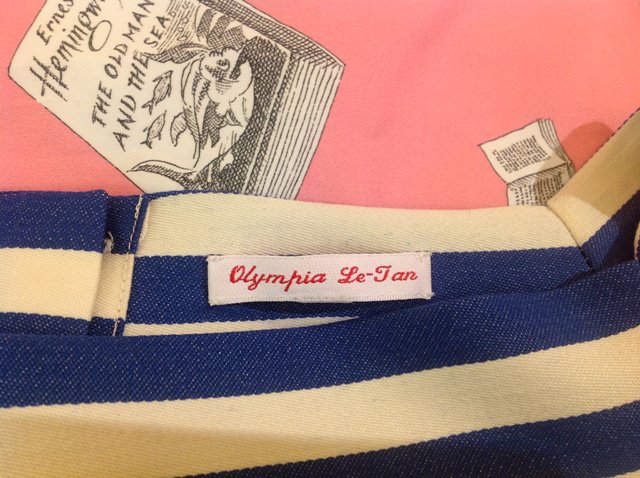 Ernest
Hemingway
THE OLD MAN
AND THE SEA
Olympia Le-Tan